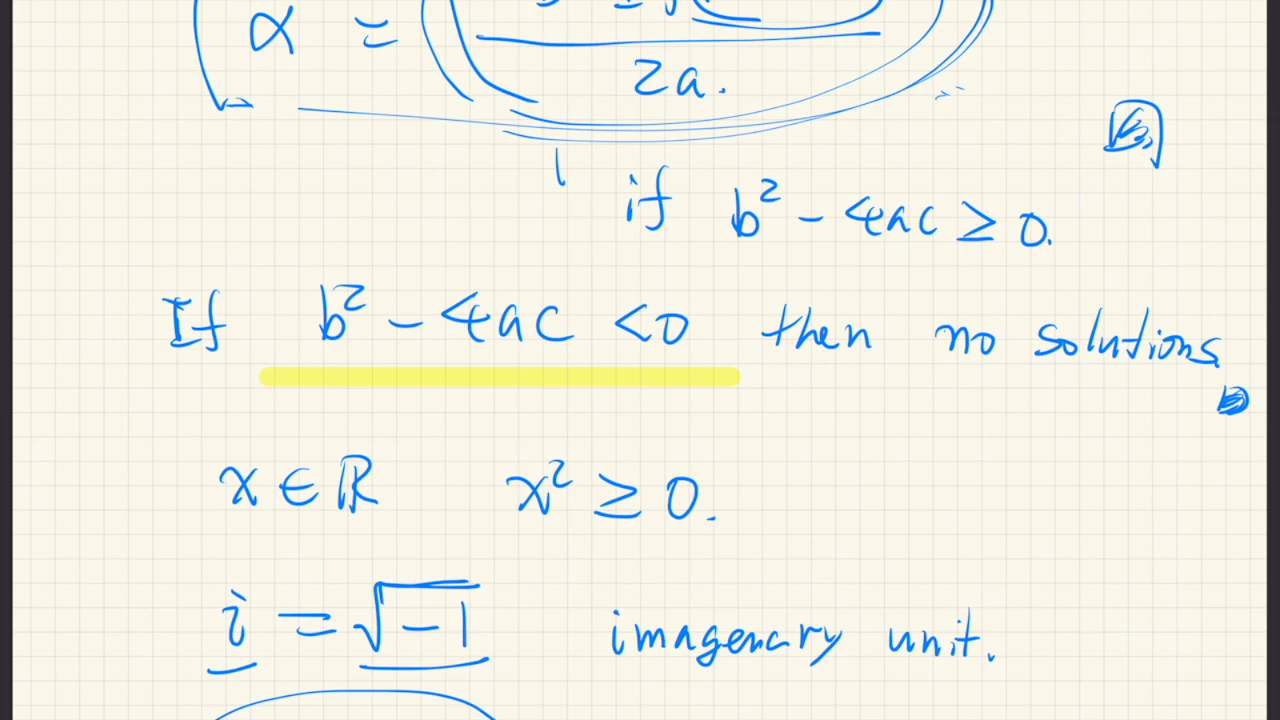 α =
2a.
if b² - 4ac ≥ 0.
If b² - 4ac < 0 then no solutions
x ∈ ℝ x² ≥ 0.
i = √-1 imagenary unit.